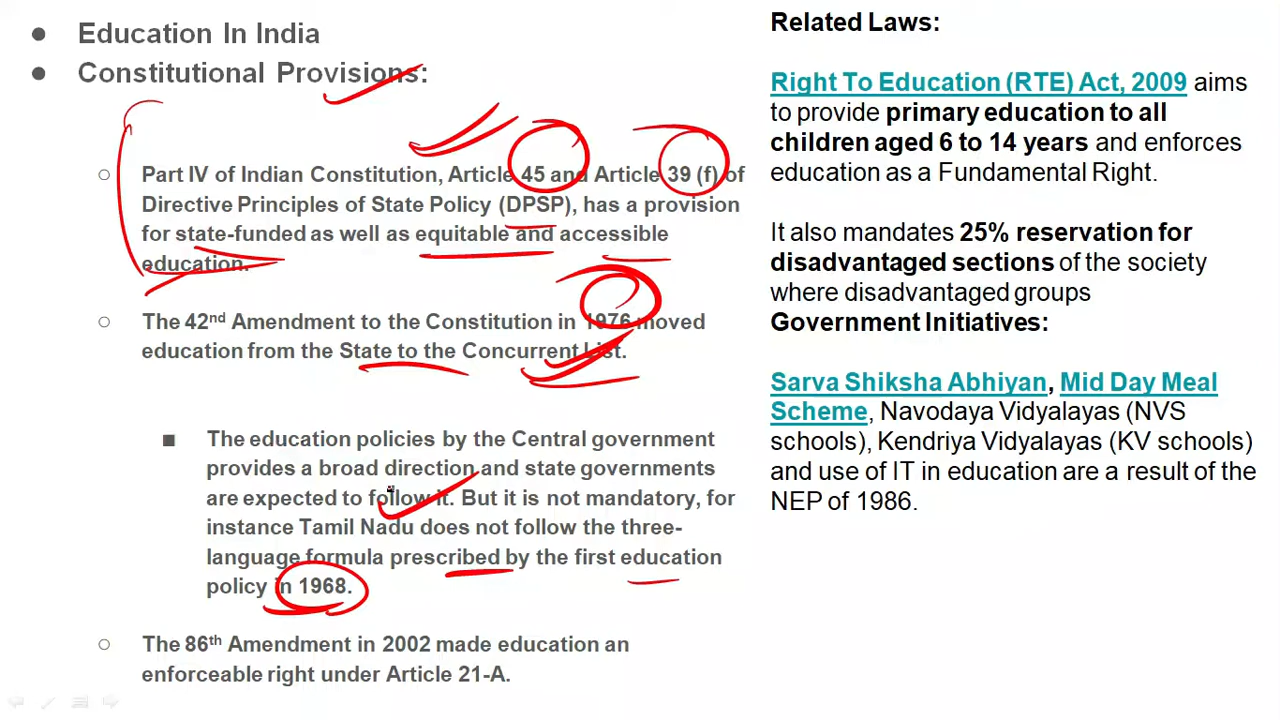 Education In India
Constitutional Provisions:
Part IV of Indian Constitution, Article 45 and Article 39 (f) of
Directive Principles of State Policy (DPSP), has a provision
for state-funded as well as equitable and accessible
education.
The 42nd Amendment to the Constitution in 1976 moved
education from the State to the Concurrent List.
The education policies by the Central government
provides a broad direction and state governments
are expected to follow it. But it is not mandatory, for
instance Tamil Nadu does not follow the three-
language formula prescribed by the first education
policy in 1968.
The 86th Amendment in 2002 made education an
enforceable right under Article 21-A.
Related Laws:
Right To Education (RTE) Act, 2009 aims
to provide primary education to all
children aged 6 to 14 years and enforces
education as a Fundamental Right.
It also mandates 25% reservation for
disadvantaged sections of the society
where disadvantaged groups
Government Initiatives:
Sarva Shiksha Abhiyan, Mid Day Meal
Scheme, Navodaya Vidyalayas (NVS
schools), Kendriya Vidyalayas (KV schools)
and use of IT in education are a result of the
NEP of 1986.